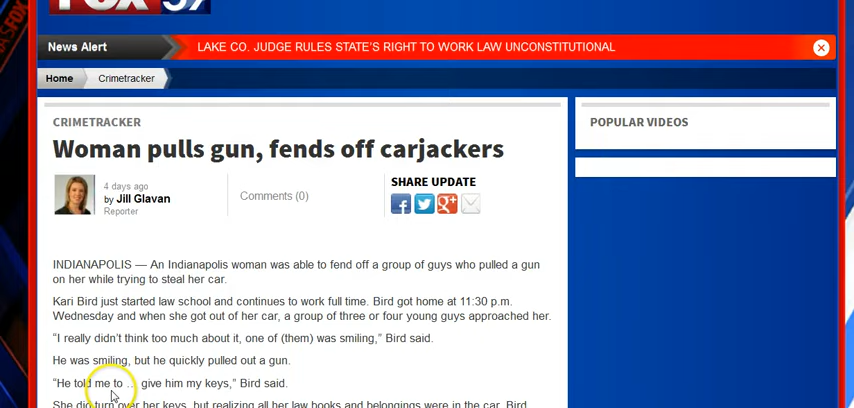 FOX 59
News Alert
LAKE CO. JUDGE RULES STATE'S RIGHT TO WORK LAW UNCONSTITUTIONAL
Home
Crimetracker
CRIMETRACKER
POPULAR VIDEOS
Woman pulls gun, fends off carjackers
4 days ago
by Jill Glavan
Reporter
Comments (0)
SHARE UPDATE
INDIANAPOLIS — An Indianapolis woman was able to fend off a group of guys who pulled a gun
on her while trying to steal her car.
Kari Bird just started law school and continues to work full time. Bird got home at 11:30 p.m.
Wednesday and when she got out of her car, a group of three or four young guys approached her.
“I really didn’t think too much about it, one of (them) was smiling,” Bird said.
He was smiling, but he quickly pulled out a gun.
“He told me to … give him my keys,” Bird said.
She did turn over her keys, but realizing all her law books and belongings were in the car, Bird